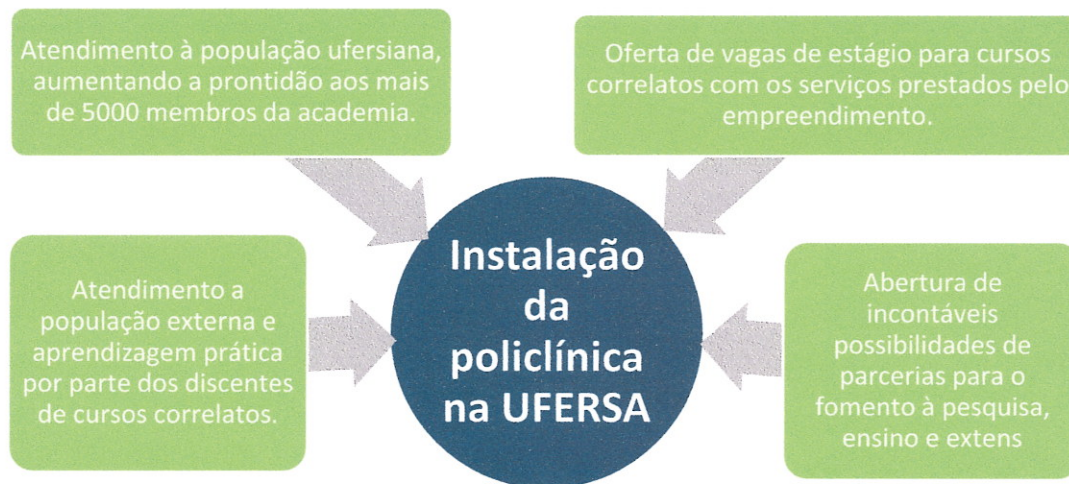 Atendimento à população ufersiana,
aumentando a prontidão aos mais
de 5000 membros da academia.
Oferta de vagas de estágio para cursos
correlatos com os serviços prestados pelo
empreendimento.
Instalação
da
policlínica
na UFERSA
Atendimento a
população externa e
aprendizagem prática
por parte dos discentes
de cursos correlatos.
Abertura de
incontáveis
possibilidades de
parcerias para o
fomento à pesquisa,
ensino e extens